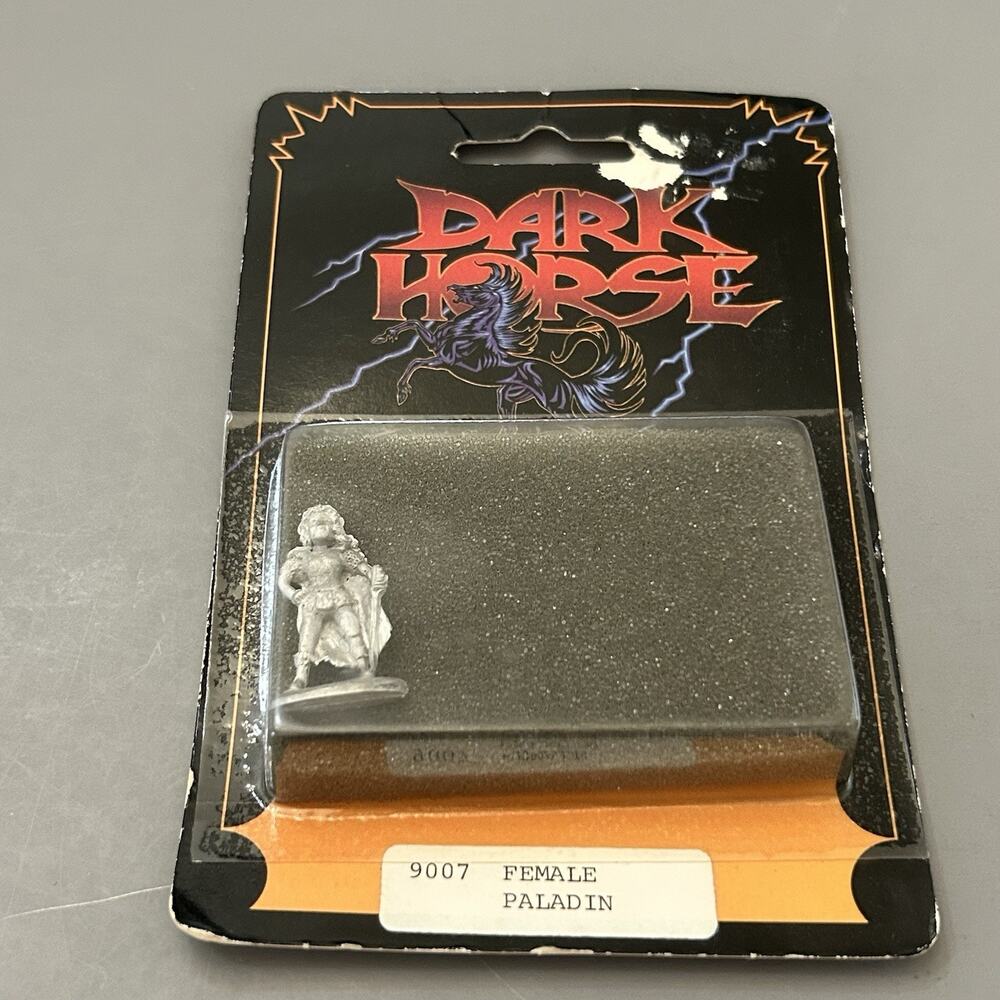 DARK
HORSE
9007 FEMALE
PALADIN